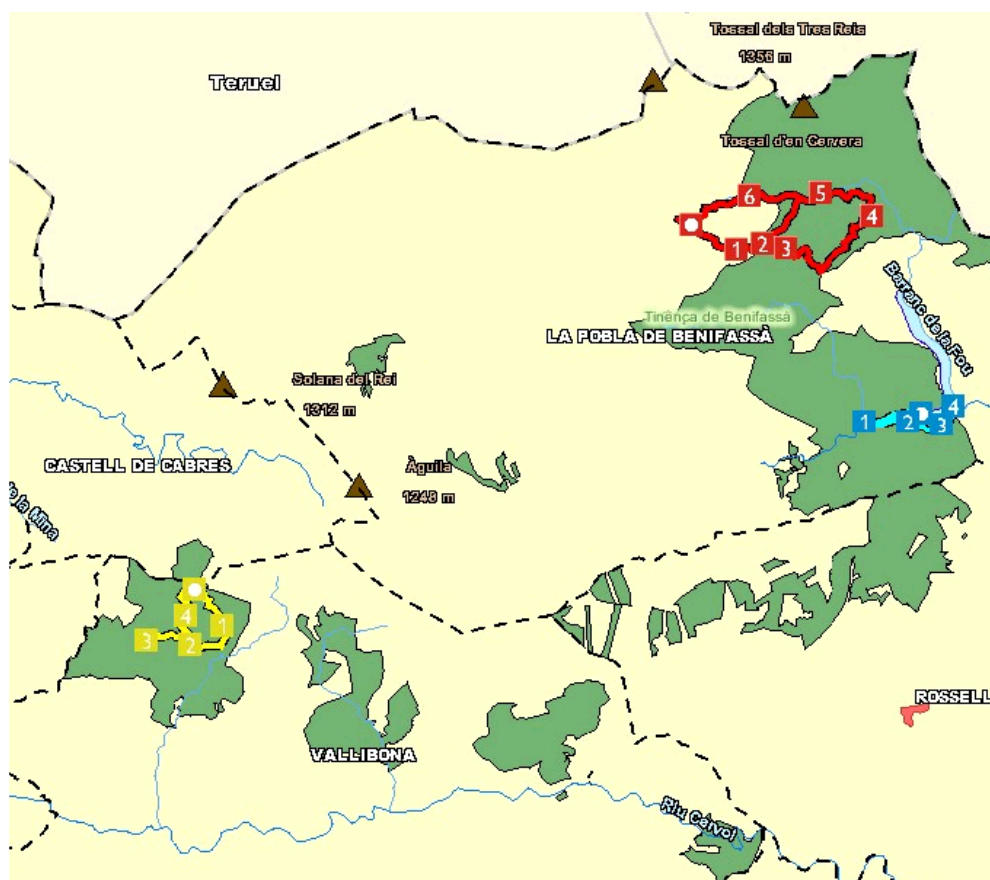 Tossal dels Tres Reis
1356 m
Teruel
Tossal d'en Cervera
6
5
4
1
2
3
Barranc de la Fou
Tinença de Benifassà
LA POBLA DE BENIFASSÀ
Solana del Rei
1312 m
1
2
3
4
CASTELL DE CABRES
Àguila
1248 m
de la Mina
4
1
3
2
ROSSELL
VALLIBONA
Riu Cérvol